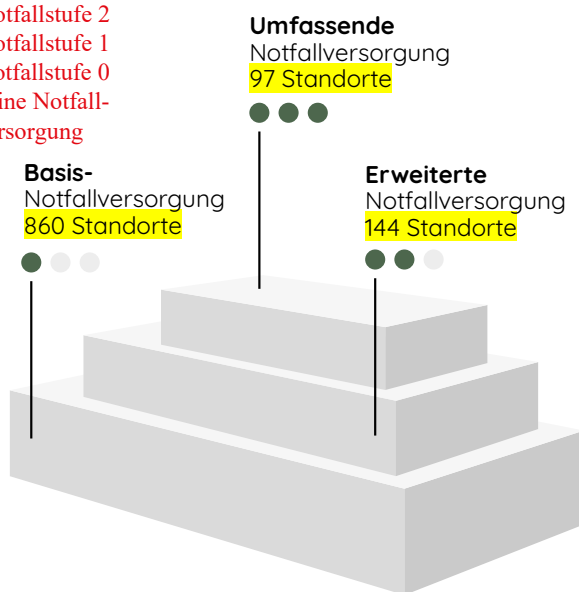 otfallstufe 2
otfallstufe 1
otfallstufe 0
ine Notfall-
rsorgung
Umfassende
Notfallversorgung
97 Standorte
Basis-
Notfallversorgung
860 Standorte
Erweiterte
Notfallversorgung
144 Standorte